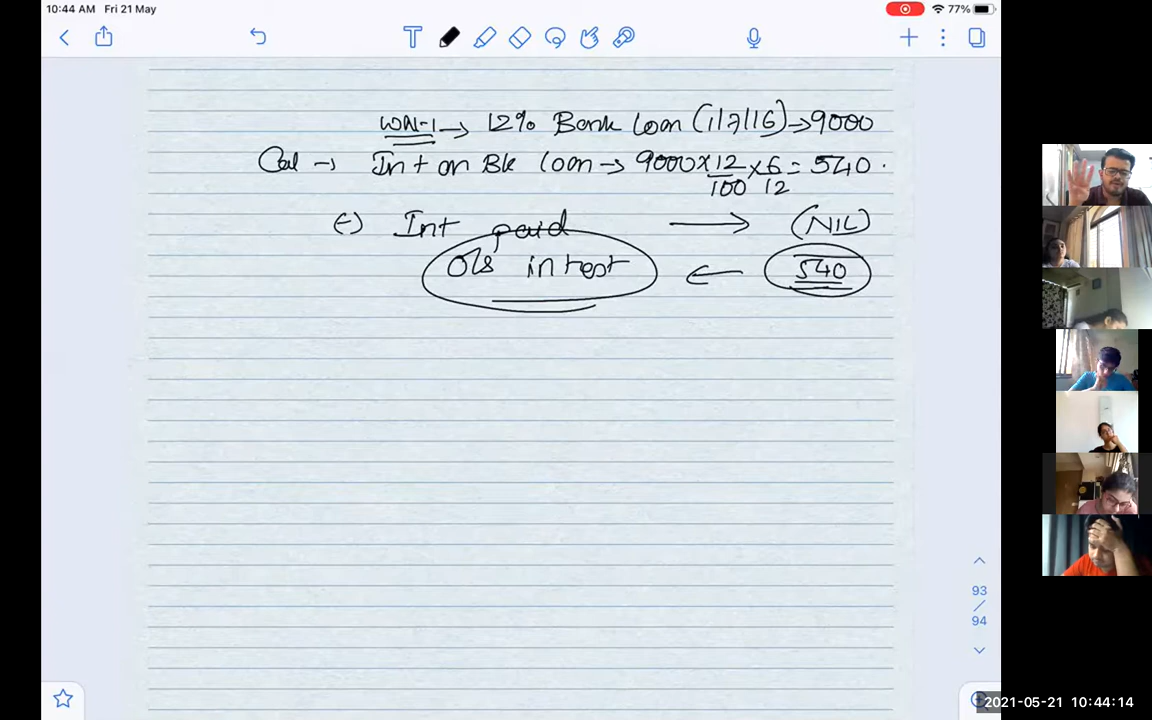 10:44 AM Fri 21 May
77%
T
WN-1 → 12% Bank loan (1/7/16) → 9000
Cal → Int on Bk loan → 9000 × 12/100 × 6/12 = 540.
(-) Int paid → (NIL)
O/s intrest ← 540
93
/
94
2021-05-21 10:44:14